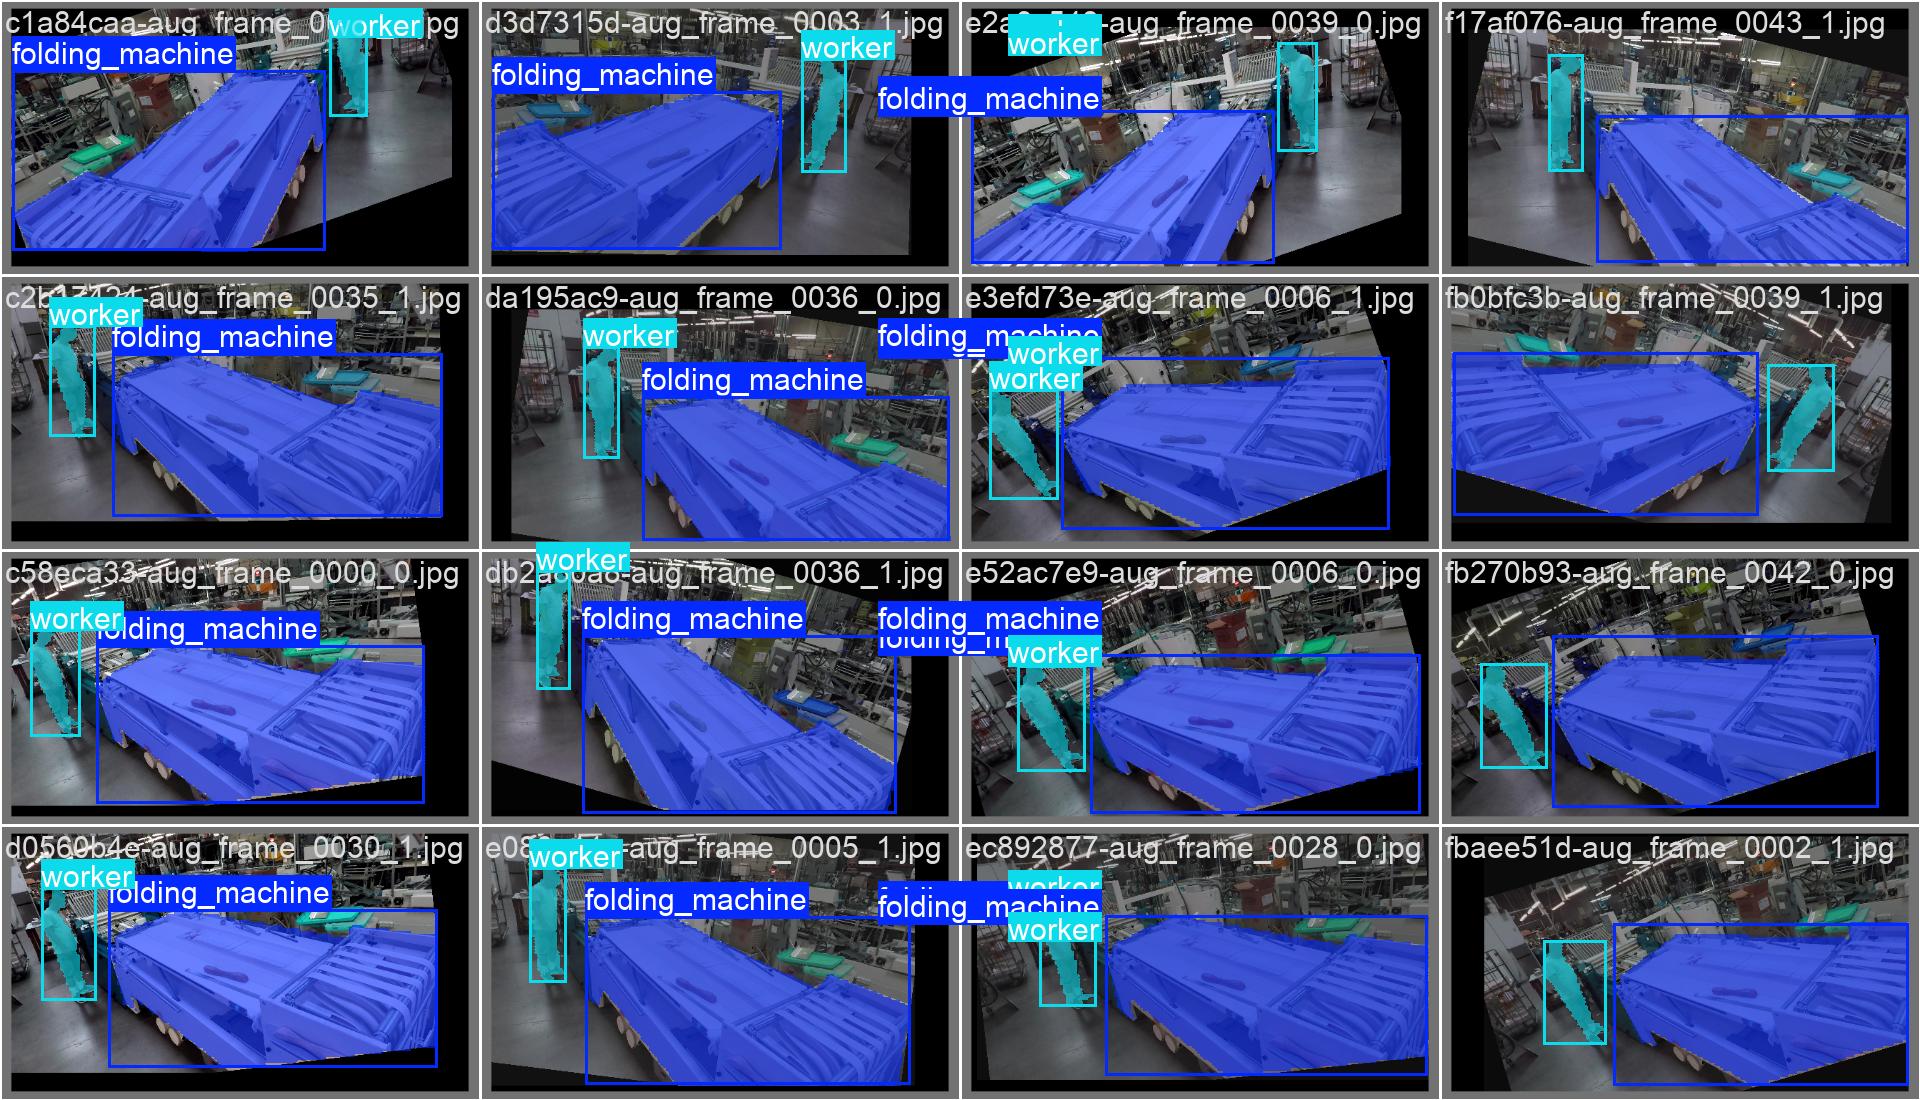 c1a84caa-aug_frame_0
worker
pg
folding_machine
d3d7315d-aug_frame_0003_1.jpg
worker
folding_machine
-aug_frame_0039_0.jpg
worker
folding_machine
f17af076-aug_frame_0043_1.jpg
-aug_frame_0035_1.jpg
worker
folding_machine
da195ac9-aug_frame_0036_0.jpg
worker
folding_machine
e3efd73e-aug_frame_0006_1.jpg
worker
worker
fb0bfc3b-aug_frame_0039_1.jpg
c58eca33-aug_frame_0000_0.jpg
worker
folding_machine
worker
-aug_frame_0036_1.jpg
folding_machine
e52ac7e9-aug_frame_0006_0.jpg
folding_machine
worker
fb270b93-aug_frame_0042_0.jpg
d0560b4e-aug_frame_0030_1.jpg
worker
folding_machine
worker
-aug_frame_0005_1.jpg
folding_machine
ec892877-aug_frame_0028_0.jpg
worker
folding_machine
worker
fbaee51d-aug_frame_0002_1.jpg